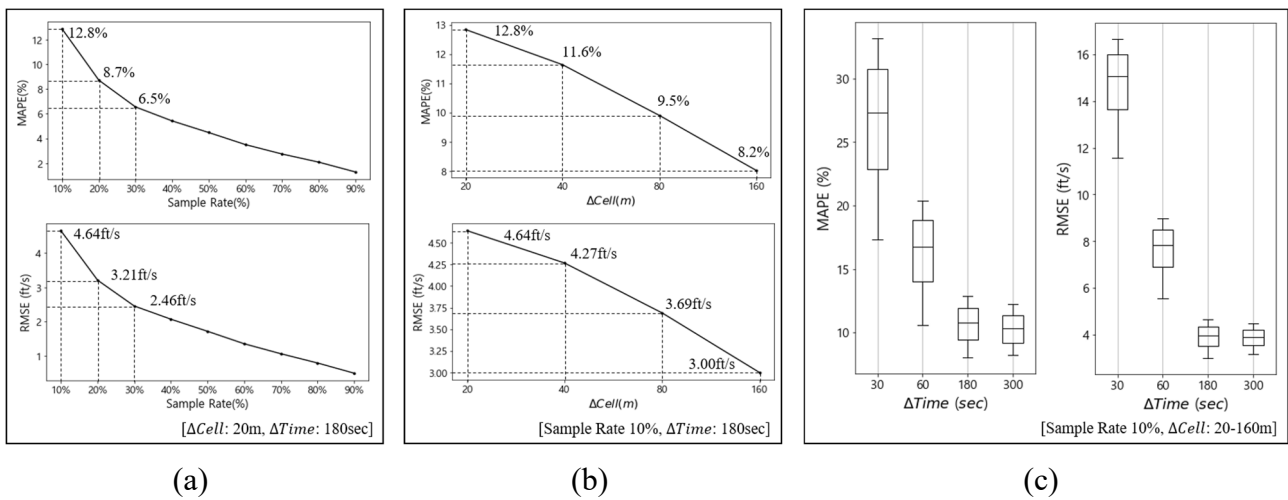 12.8%
8.7%
6.5%
MAPE(%)
12
10
8
6
4
2
10% 20% 30% 40% 50% 60% 70% 80% 90%
Sample Rate(%)
4.64ft/s
3.21ft/s
2.46ft/s
RMSE (ft/s)
4
3
2
1
10% 20% 30% 40% 50% 60% 70% 80% 90%
Sample Rate(%)
[ΔCell: 20m, ΔTime: 180sec]
(a)
12.8%
11.6%
9.5%
8.2%
MAPE(%)
13
12
11
10
9
8
20 40 80 160
ΔCell(m)
4.64ft/s
4.27ft/s
3.69ft/s
3.00ft/s
RMSE (ft/s)
4.50
4.25
4.00
3.75
3.50
3.25
3.00
20 40 80 160
ΔCell(m)
[Sample Rate 10%, ΔTime: 180sec]
(b)
MAPE (%)
30
25
20
15
10
30 60 180 300
ΔTime (sec)
RMSE (ft/s)
16
14
12
10
8
6
4
30 60 180 300
ΔTime (sec)
[Sample Rate 10%, ΔCell: 20-160m]
(c)